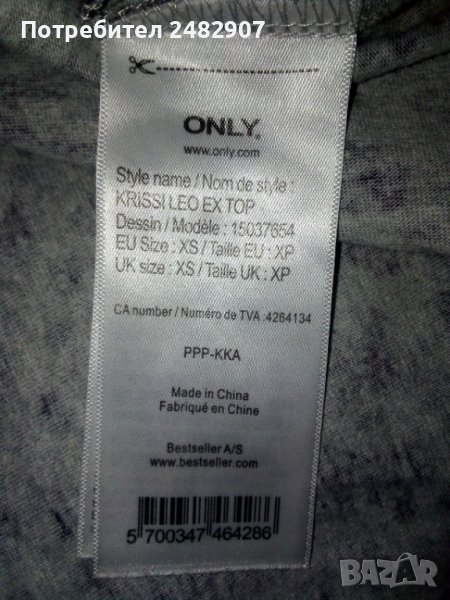 Потребител 2482907
ONLY.
www.only.com
Style name / Nom de style :
KRISSI LEO EX TOP
Dessin / Modèle : 15037654
EU Size : XS / Taille EU : XP
UK size : XS / Taille UK : XP
CA number / Numéro de TVA :4264134
PPP-KKA
Made in China
Fabriqué en Chine
Bestseller A/S
www.bestseller.com
5 700347 464286
BAZAR